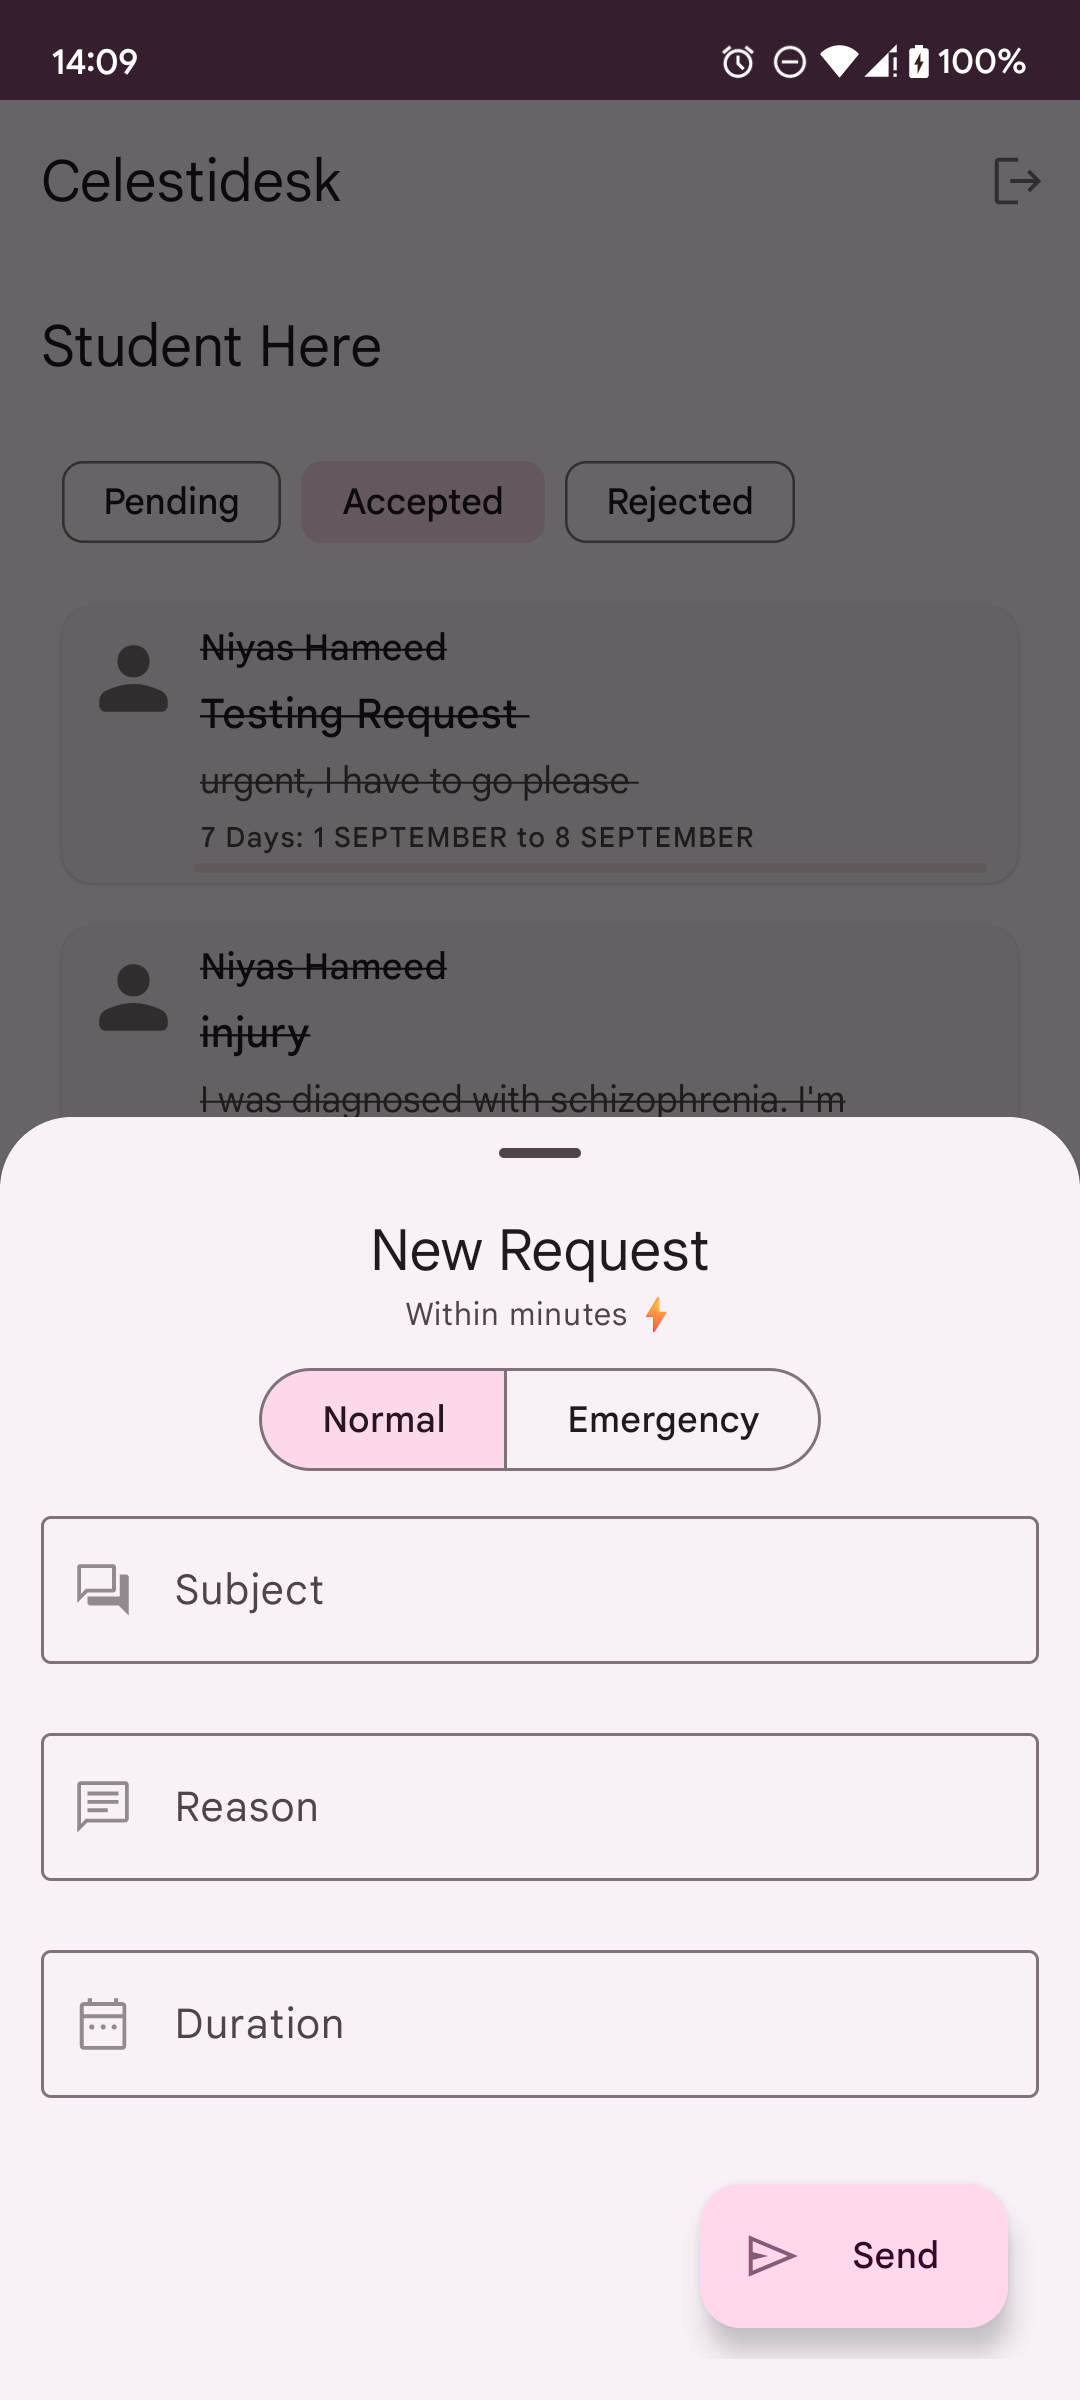 14:09
100%
Celestidesk
Student Here
Pending Accepted Rejected
Niyas Hameed
Testing Request
urgent, I have to go please
7 Days: 1 SEPTEMBER to 8 SEPTEMBER
Niyas Hameed
injury
I was diagnosed with schizophrenia. I'm
New Request
Within minutes ⚡
Normal Emergency
Subject
Reason
Duration
Send